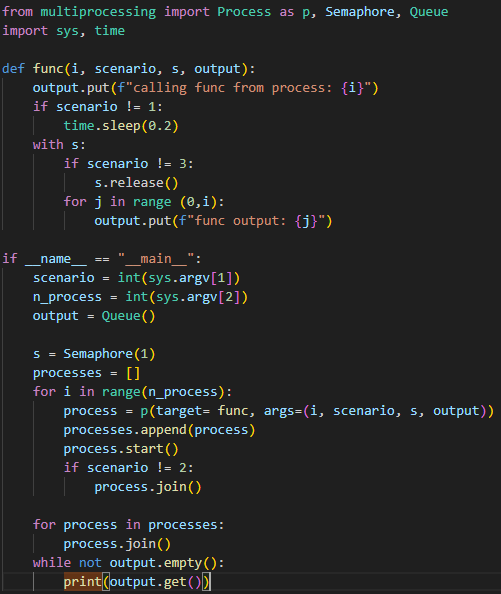 from multiprocessing import Process as p, Semaphore, Queue
import sys, time

def func(i, scenario, s, output):
    output.put(f"calling func from process: {i}")
    if scenario != 1:
        time.sleep(0.2)
    with s:
        if scenario != 3:
            s.release()
        for j in range (0,i):
            output.put(f"func output: {j}")

if __name__ == "__main__":
    scenario = int(sys.argv[1])
    n_process = int(sys.argv[2])
    output = Queue()

    s = Semaphore(1)
    processes = []
    for i in range(n_process):
        process = p(target= func, args=(i, scenario, s, output))
        processes.append(process)
        process.start()
        if scenario != 2:
            process.join()

    for process in processes:
        process.join()
    while not output.empty():
        print(output.get())